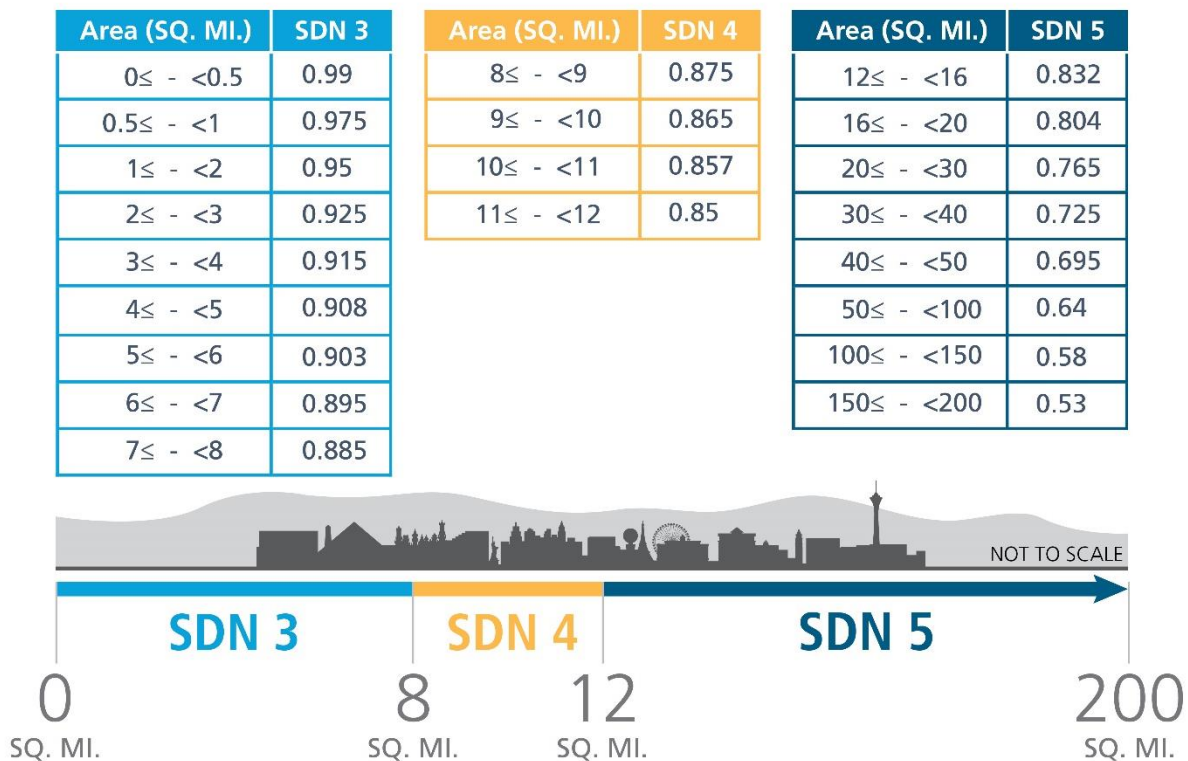 Area (SQ. MI.) SDN 3
0≤ - <0.5 0.99
0.5≤ - <1 0.975
1≤ - <2 0.95
2≤ - <3 0.925
3≤ - <4 0.915
4≤ - <5 0.908
5≤ - <6 0.903
6≤ - <7 0.895
7≤ - <8 0.885
Area (SQ. MI.) SDN 4
8≤ - <9 0.875
9≤ - <10 0.865
10≤ - <11 0.857
11≤ - <12 0.85
Area (SQ. MI.) SDN 5
12≤ - <16 0.832
16≤ - <20 0.804
20≤ - <30 0.765
30≤ - <40 0.725
40≤ - <50 0.695
50≤ - <100 0.64
100≤ - <150 0.58
150≤ - <200 0.53
NOT TO SCALE
SDN 3 SDN 4 SDN 5
0 8 12 200
SQ. MI. SQ. MI. SQ. MI. SQ. MI.